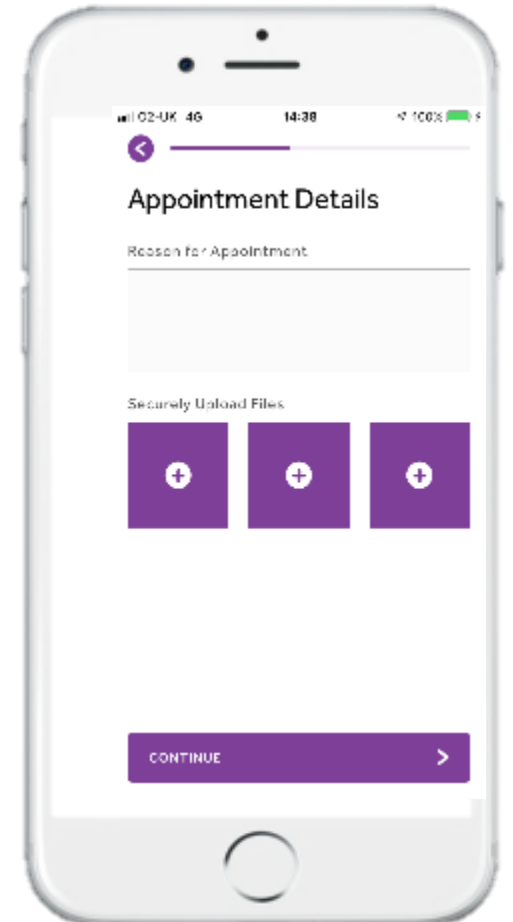 O2-UK 4G 14:38 100%
Appointment Details
Reason for Appointment
Securely Upload Files
CONTINUE